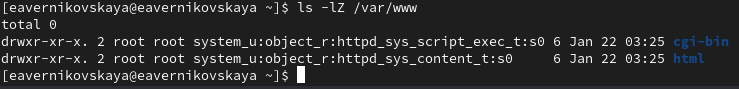 [eavernikovskaya@eavernikovskaya ~]$ ls -lZ /var/www
total 0
drwxr-xr-x. 2 root root system_u:object_r:httpd_sys_script_exec_t:s0 6 Jan 22 03:25 cgi-bin
drwxr-xr-x. 2 root root system_u:object_r:httpd_sys_content_t:s0     6 Jan 22 03:25 html
[eavernikovskaya@eavernikovskaya ~]$